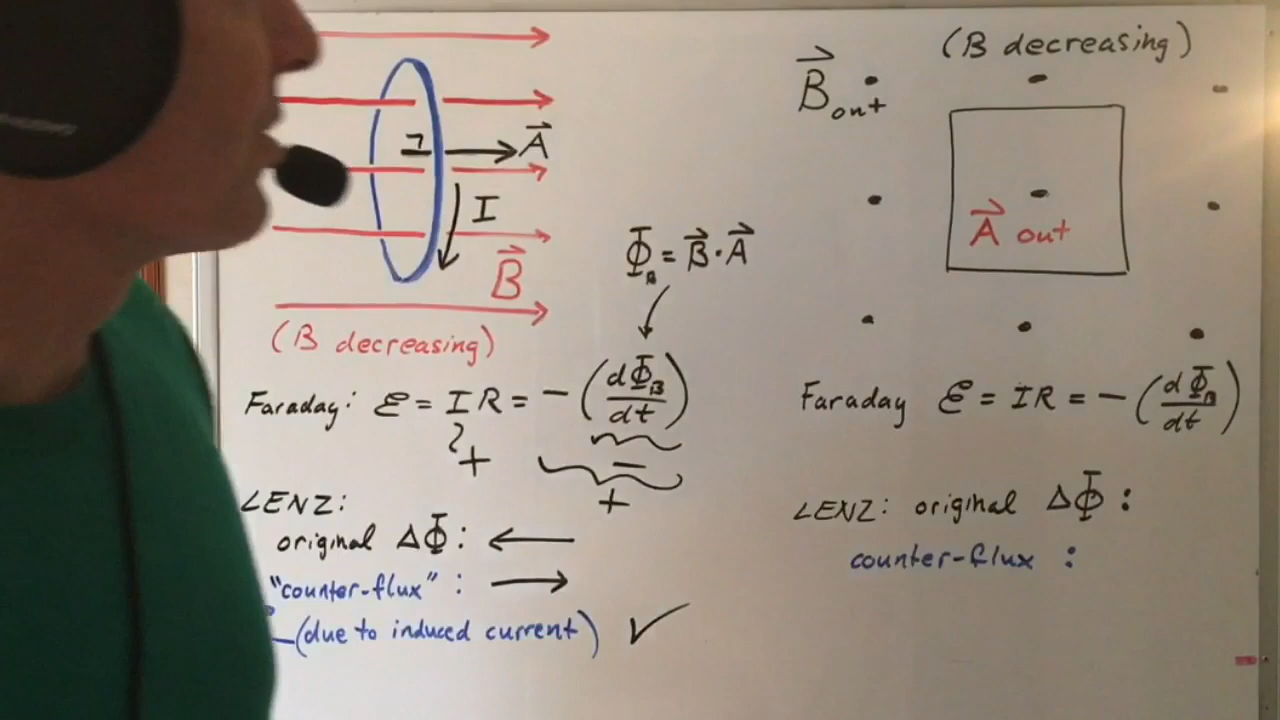 A⃗
I
B⃗
(B decreasing)
Φ_B = B⃗ · A⃗
Faraday: ℰ = IR = −(dΦ_B/dt)
+
−
+
LENZ:
original ΔΦ: ←
"counter-flux": →
(due to induced current) ✓
(B decreasing)
B⃗ out
A⃗ out
Faraday ℰ = IR = −(dΦ_B/dt)
LENZ: original ΔΦ:
counter-flux :